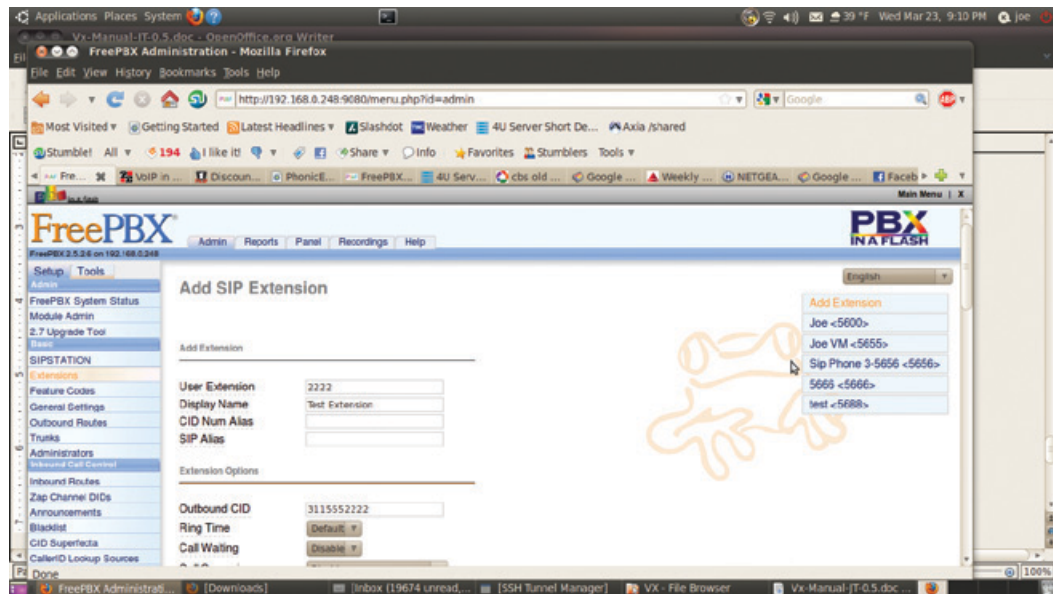 Applications Places System 39 °F Wed Mar 23, 9:10 PM joe
Vx-Manual-IT-0.5.doc - OpenOffice.org Writer
FreePBX Administration - Mozilla Firefox
File Edit View History Bookmarks Tools Help
http://192.168.0.248:9080/menu.php?id=admin Google
Most Visited Getting Started Latest Headlines Slashdot Weather 4U Server Short De... Axia /shared
Stumble! All 194 I like it! Share Info Favorites Stumblers Tools
Fre... VoIP in ... Discoun... PhonicE... FreePBX... 4U Serv... cbs old ... Google ... Weekly ... NETGEA... Google ... Faceb
Main Menu | X
FreePBX Admin Reports Panel Recordings Help PBX
IN A FLASH
FreePBX 2.5.2.6 on 192.168.0.248
Setup Tools
English
Admin
FreePBX System Status
Module Admin
2.7 Upgrade Tool
Basic
SIPSTATION
Extensions
Feature Codes
General Settings
Outbound Routes
Trunks
Administrators
Inbound Call Control
Inbound Routes
Zap Channel DIDs
Announcements
Blacklist
CID Superfecta
CallerID Lookup Sources
Add SIP Extension
Add Extension
User Extension 2222
Display Name Test Extension
CID Num Alias
SIP Alias
Extension Options
Outbound CID 3115552222
Ring Time Default
Call Waiting Disable
Add Extension
Joe <5600>
Joe VM <5655>
Sip Phone 3-5656 <5656>
5666 <5666>
test <5688>
Done
100%
FreePBX Administrati... [Downloads] [Inbox (19674 unread,... [SSH Tunnel Manager] VX - File Browser Vx-Manual-JT-0.5.doc ...